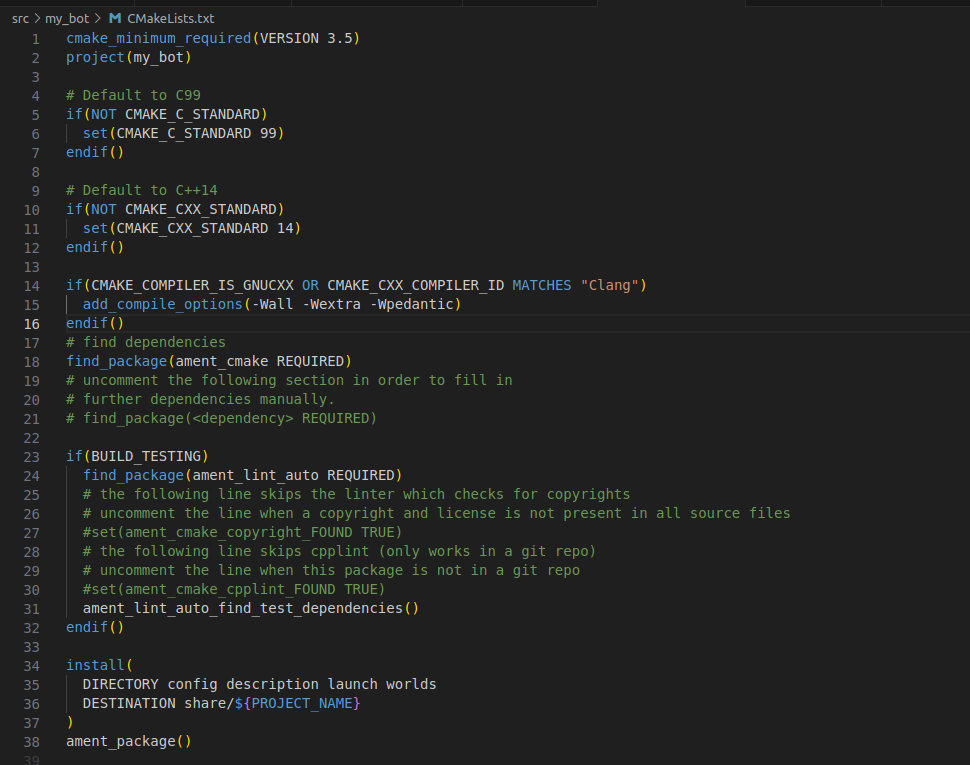 src > my_bot > M CMakeLists.txt
1 cmake_minimum_required(VERSION 3.5)
2 project(my_bot)
3
4 # Default to C99
5 if(NOT CMAKE_C_STANDARD)
6   set(CMAKE_C_STANDARD 99)
7 endif()
8
9 # Default to C++14
10 if(NOT CMAKE_CXX_STANDARD)
11   set(CMAKE_CXX_STANDARD 14)
12 endif()
13
14 if(CMAKE_COMPILER_IS_GNUCXX OR CMAKE_CXX_COMPILER_ID MATCHES "Clang")
15   add_compile_options(-Wall -Wextra -Wpedantic)
16 endif()
17 # find dependencies
18 find_package(ament_cmake REQUIRED)
19 # uncomment the following section in order to fill in
20 # further dependencies manually.
21 # find_package(<dependency> REQUIRED)
22
23 if(BUILD_TESTING)
24   find_package(ament_lint_auto REQUIRED)
25   # the following line skips the linter which checks for copyrights
26   # uncomment the line when a copyright and license is not present in all source files
27   #set(ament_cmake_copyright_FOUND TRUE)
28   # the following line skips cpplint (only works in a git repo)
29   # uncomment the line when this package is not in a git repo
30   #set(ament_cmake_cpplint_FOUND TRUE)
31   ament_lint_auto_find_test_dependencies()
32 endif()
33
34 install(
35   DIRECTORY config description launch worlds
36   DESTINATION share/${PROJECT_NAME}
37 )
38 ament_package()
39